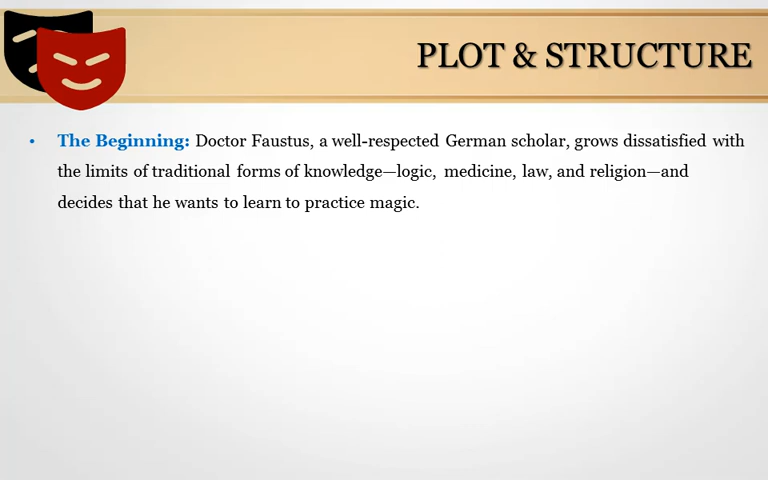 PLOT & STRUCTURE
• The Beginning: Doctor Faustus, a well-respected German scholar, grows dissatisfied with
the limits of traditional forms of knowledge—logic, medicine, law, and religion—and
decides that he wants to learn to practice magic.